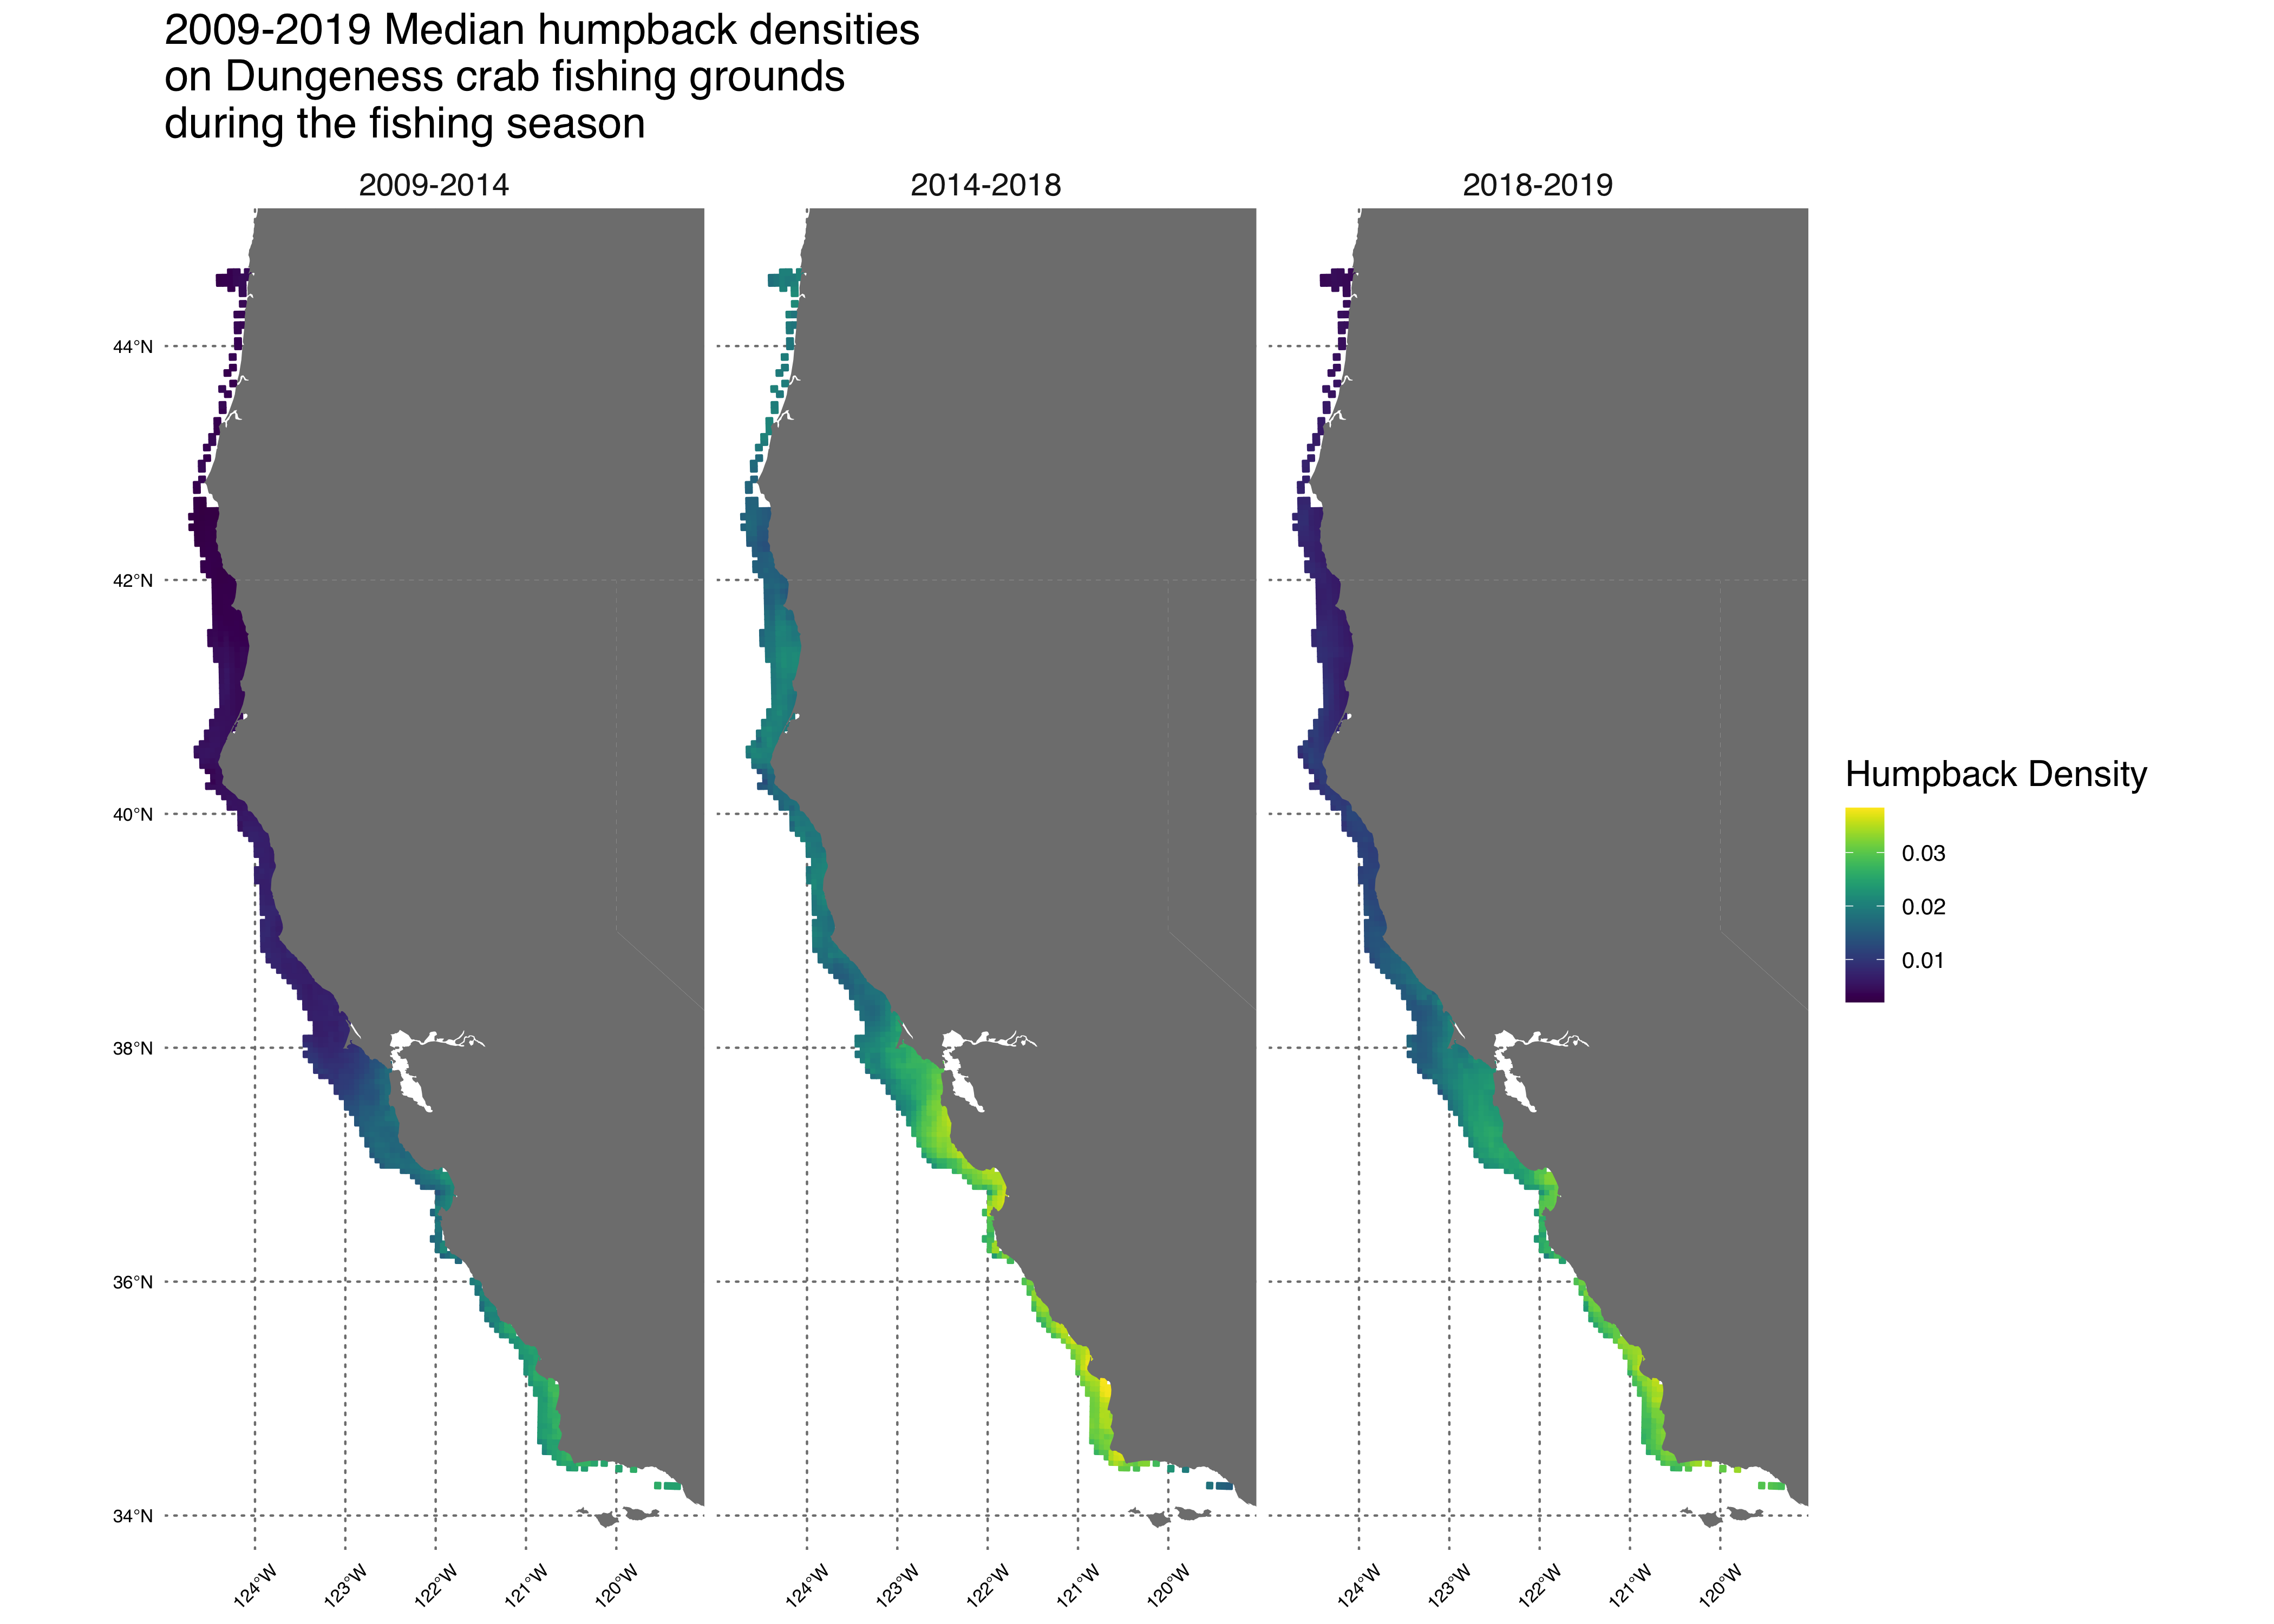 2009-2019 Median humpback densities
on Dungeness crab fishing grounds
during the fishing season
2009-2014 2014-2018 2018-2019
44°N
42°N
40°N
38°N
36°N
34°N
124°W 123°W 122°W 121°W 120°W 124°W 123°W 122°W 121°W 120°W 124°W 123°W 122°W 121°W 120°W
Humpback Density
0.03
0.02
0.01